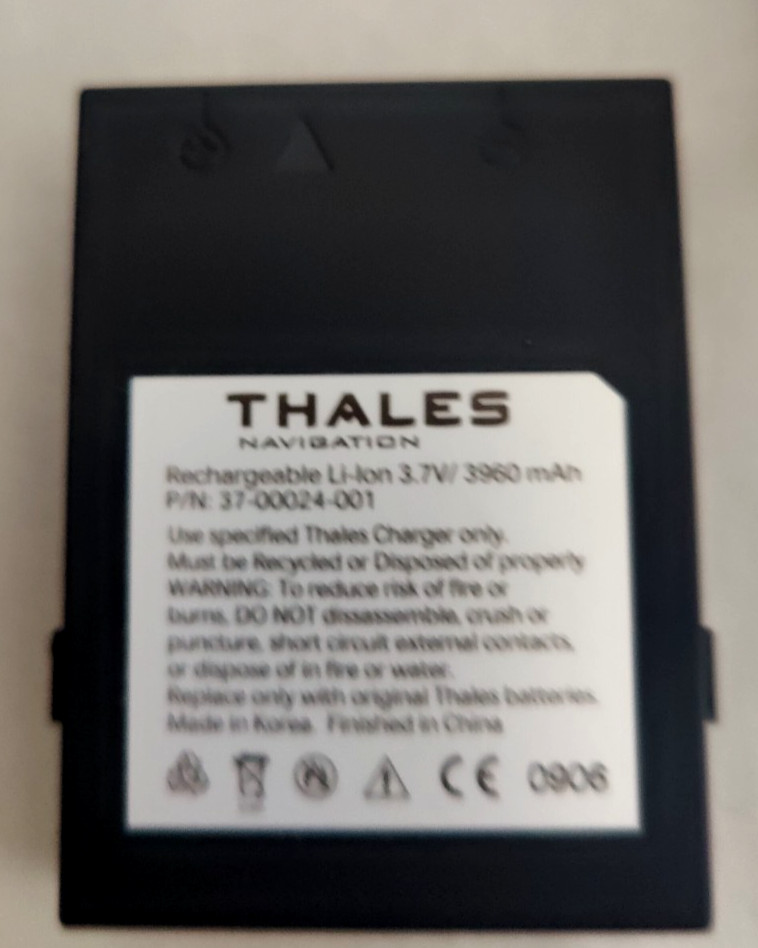 THALES
NAVIGATION
Rechargeable Li-Ion 3.7V/ 3960 mAh
P/N: 37-00024-001
Use specified Thales Charger only.
Must be Recycled or Disposed of properly
WARNING: To reduce risk of fire or
burns, DO NOT dissassemble, crush or
puncture, short circuit external contacts,
or dispose of in fire or water.
Replace only with original Thales batteries.
Made in Korea. Finished in China
CE 0906